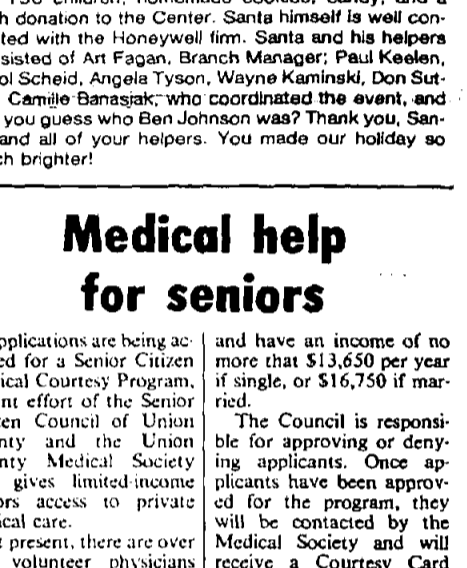 h donation to the Center. Santa himself is well con-
ted with the Honeywell firm. Santa and his helpers
sisted of Art Fagan, Branch Manager; Paul Keelen,
ol Scheid, Angela Tyson, Wayne Kaminski, Don Sut-
Camille Banasjak, who coordinated the event, and
you guess who Ben Johnson was? Thank you, San-
and all of your helpers. You made our holiday so
ch brighter!
Medical help
for seniors
pplications are being ac-
ed for a Senior Citizen
ical Courtesy Program,
nt effort of the Senior
zen Council of Union
nty and the Union
nty Medical Society
gives limited-income
ors access to private
ical care.
t present, there are over
volunteer physicians
and have an income of no
more that $13,650 per year
if single, or $16,750 if mar-
ried.
The Council is responsi-
ble for approving or deny-
ing applicants. Once ap-
plicants have been approv-
ed for the program, they
will be contacted by the
Medical Society and will
receive a Courtesy Card